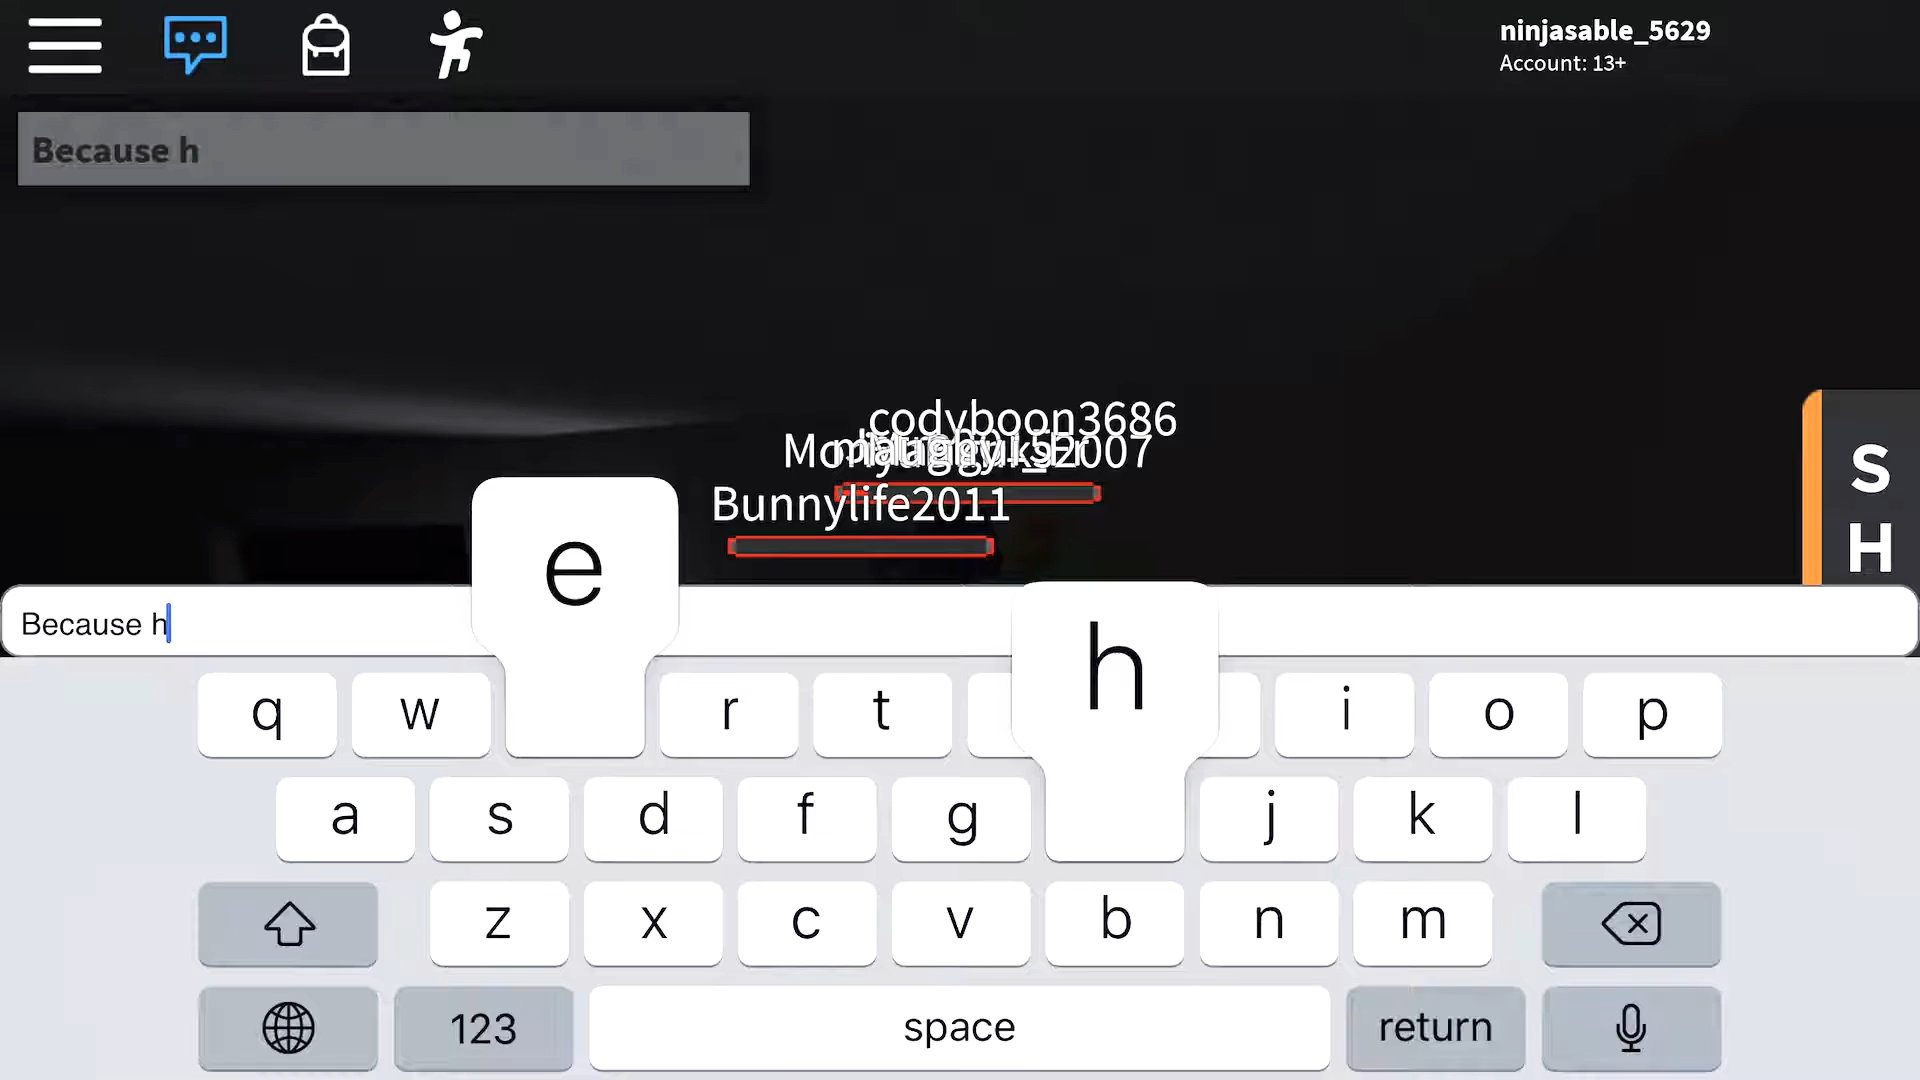 ninjasable_5629
Account: 13+
Because h
codyboon3686
Bunnylife2011
S
H
Because h
e
h
q w r t i o p
a s d f g j k l
z x c v b n m
123 space return